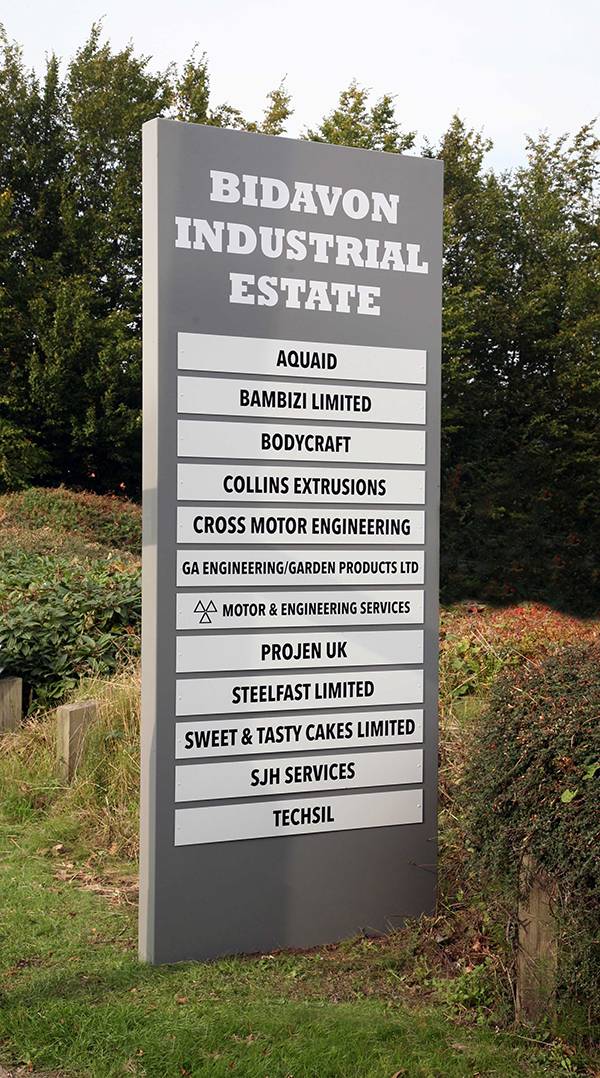 BIDAVON
INDUSTRIAL
ESTATE
AQUAID
BAMBIZI LIMITED
BODYCRAFT
COLLINS EXTRUSIONS
CROSS MOTOR ENGINEERING
GA ENGINEERING/GARDEN PRODUCTS LTD
MOTOR & ENGINEERING SERVICES
PROJEN UK
STEELFAST LIMITED
SWEET & TASTY CAKES LIMITED
SJH SERVICES
TECHSIL